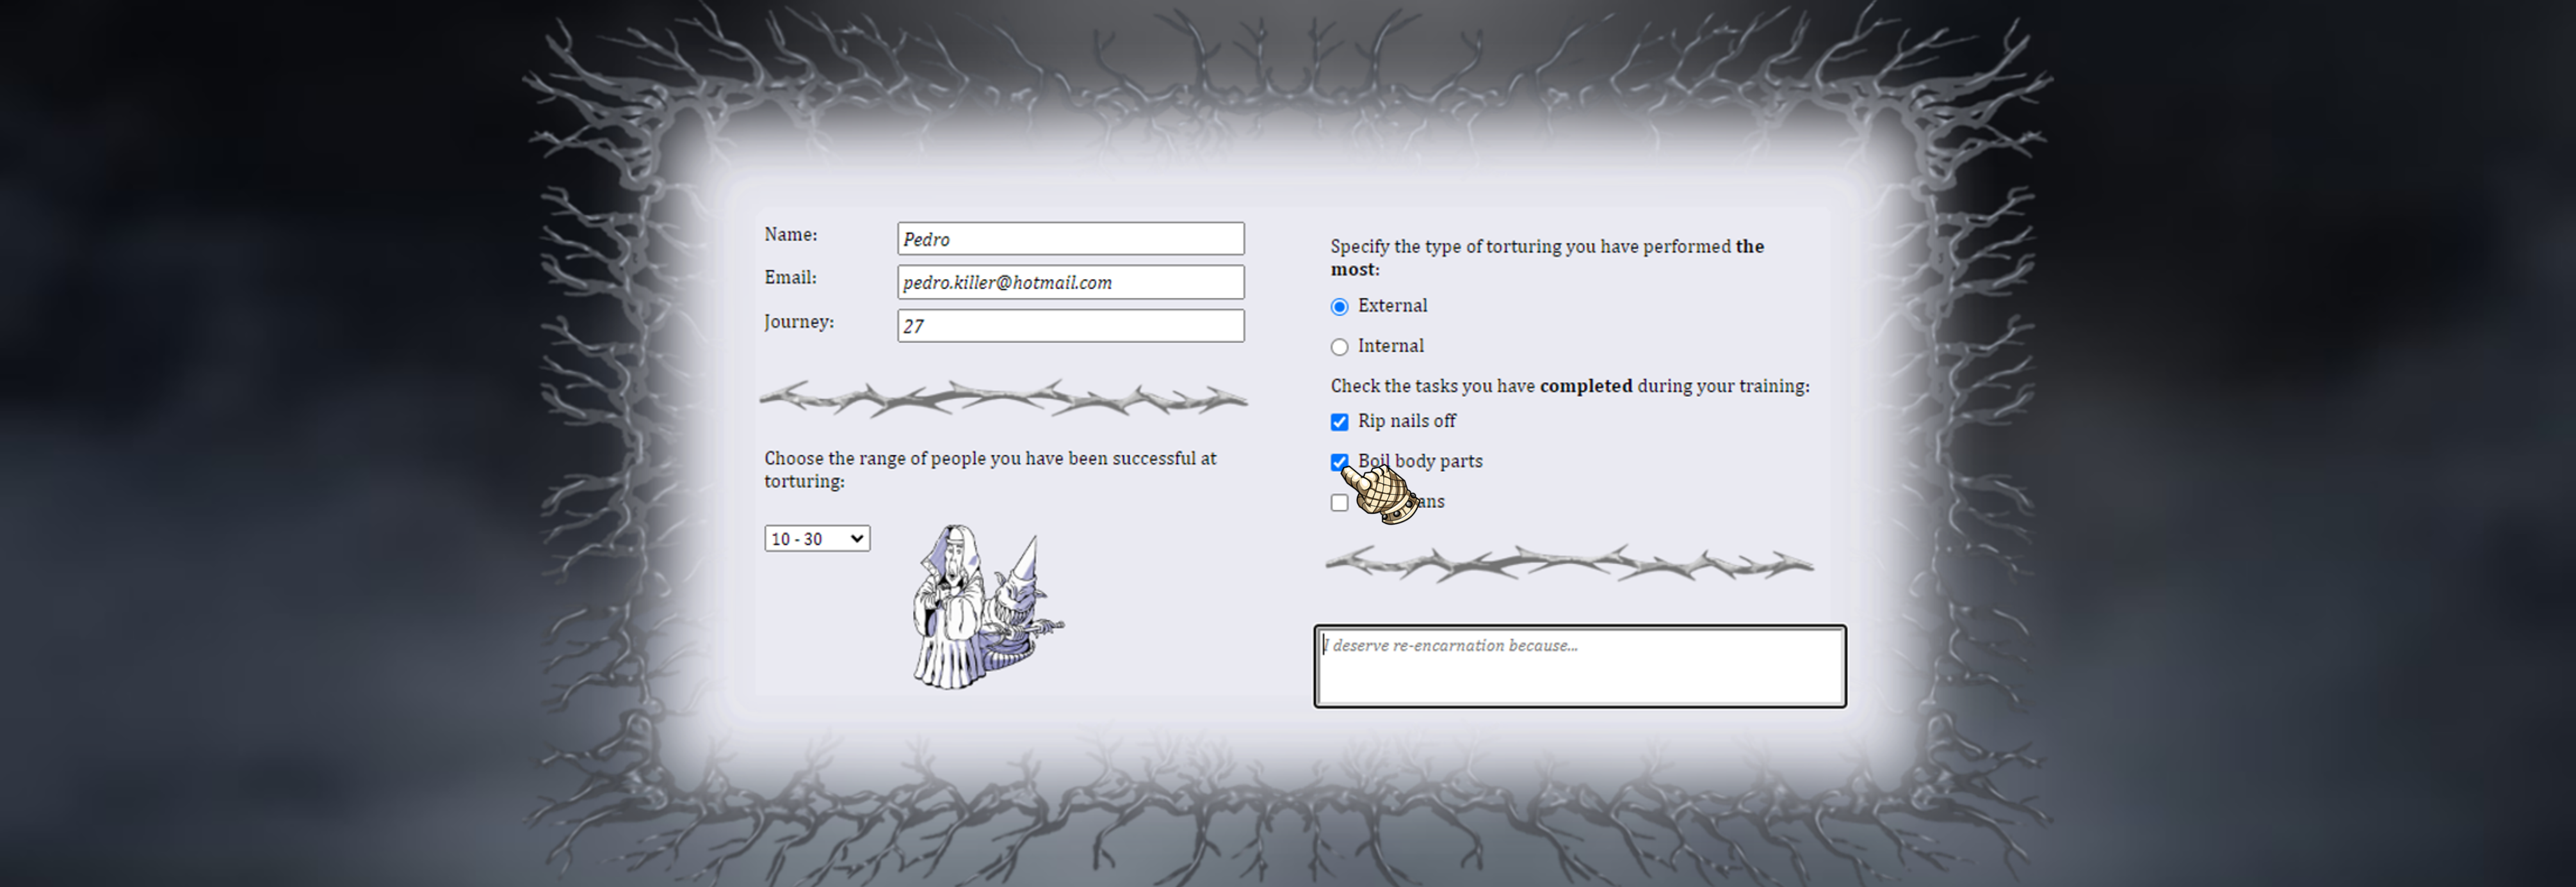 Name:
Pedro
Email:
pedro.killer@hotmail.com
Journey:
27
Choose the range of people you have been successful at
torturing:
10 - 30
Specify the type of torturing you have performed the
most:
External
Internal
Check the tasks you have completed during your training:
Rip nails off
Boil body parts
I deserve re-encarnation because...